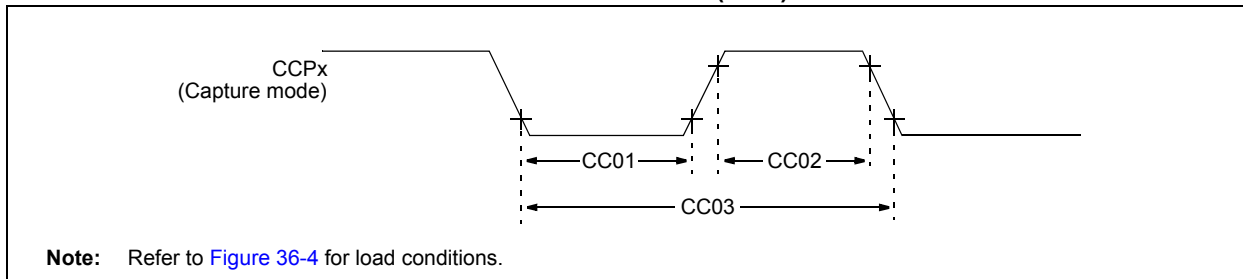 CCPx
(Capture mode)
CC01
CC02
CC03
Note: Refer to Figure 36-4 for load conditions.